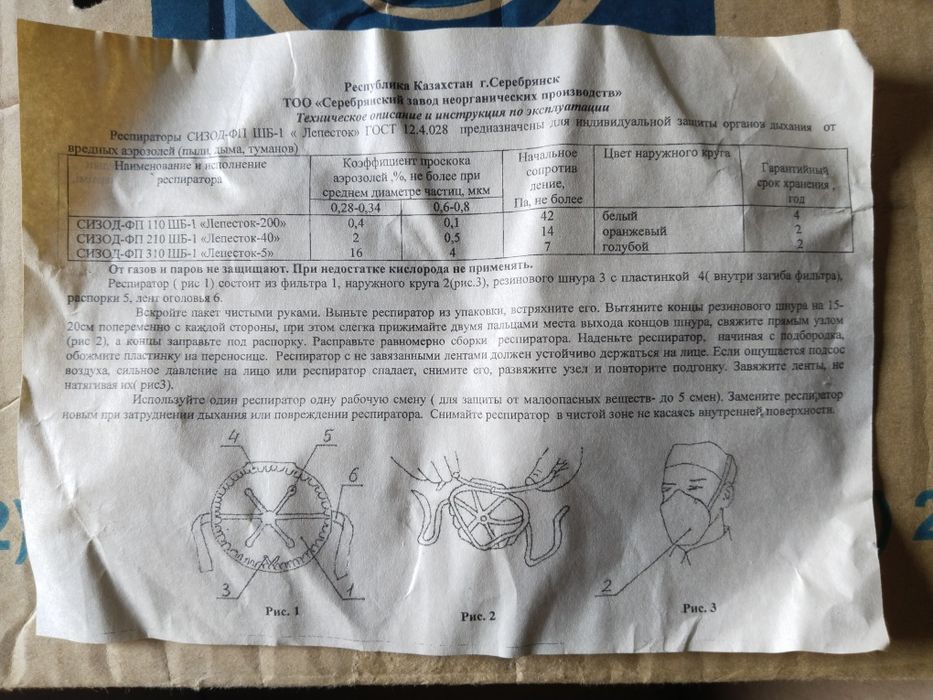 Республика Казахстан г.Серебрянск
ТОО «Серебрянский завод неорганических производств»
Техническое описание и инструкция по эксплуатации
Респираторы СИЗОД-ФП ШБ-1 « Лепесток» ГОСТ 12.4.028 предиазначены для индивидуальной защиты органов дыхания от
вредных аэрозолей (пыли, дыма, туманов)
Наименование и исполнение респиратора
Коэффициент проскока аэрозолей ,%, не более при среднем диаметре частиц, мкм
Начальное сопротив ление, Па, не более
Цвет наружного круга
Гарантийный срок хранения , год
0,28-0,34 0,6-0,8
СИЗОД-ФП 110 ШБ-1 «Лепесток-200» 0,4 0,1 42 белый 4
СИЗОД-ФП 210 ШБ-1 «Лепесток-40» 2 0,5 14 оранжевый 2
СИЗОД-ФП 310 ШБ-1 «Лепесток-5» 16 4 7 голубой 2
От газов и паров не защищают. При недостатке кислорода не применять.
Респиратор ( рис 1) состоит из фильтра 1, наружного круга 2(рис.3), резинового шнура 3 с пластинкой 4( внутри загиба фильтра),
распорки 5, лент оголовья 6.
Вскройте пакет чистыми руками. Выньте респиратор из упаковки, встряхните его. Вытяните концы резинового шнура на 15-
20см попеременно с каждой стороны, при этом слегка прижимайте двумя пальцами места выхода концов шнура, свяжите прямым узлом
(рис 2), а концы заправьте под распорку. Расправьте равномерно сборки респиратора. Наденьте респиратор, начиная с подбородка,
обожмите пластинку на переносице. Респиратор с не завязанными лентами должен устойчиво держаться на лице. Если ощущается подсос
воздуха, сильное давление на лицо или респиратор спадает, снимите его, развяжите узел и повторите подгонку. Завяжите ленты, не
натягивая их( рис3).
Используйте один респиратор одну рабочую смену ( для защиты от малоопасных веществ- до 5 смен). Замените респиратор
новым при затруднении дыхания или повреждении респиратора. Снимайте респиратор в чистой зоне не касаясь внутренней поверхности.
4 5
6
3 1
2
Рис. 1 Рис. 2 Рис. 3